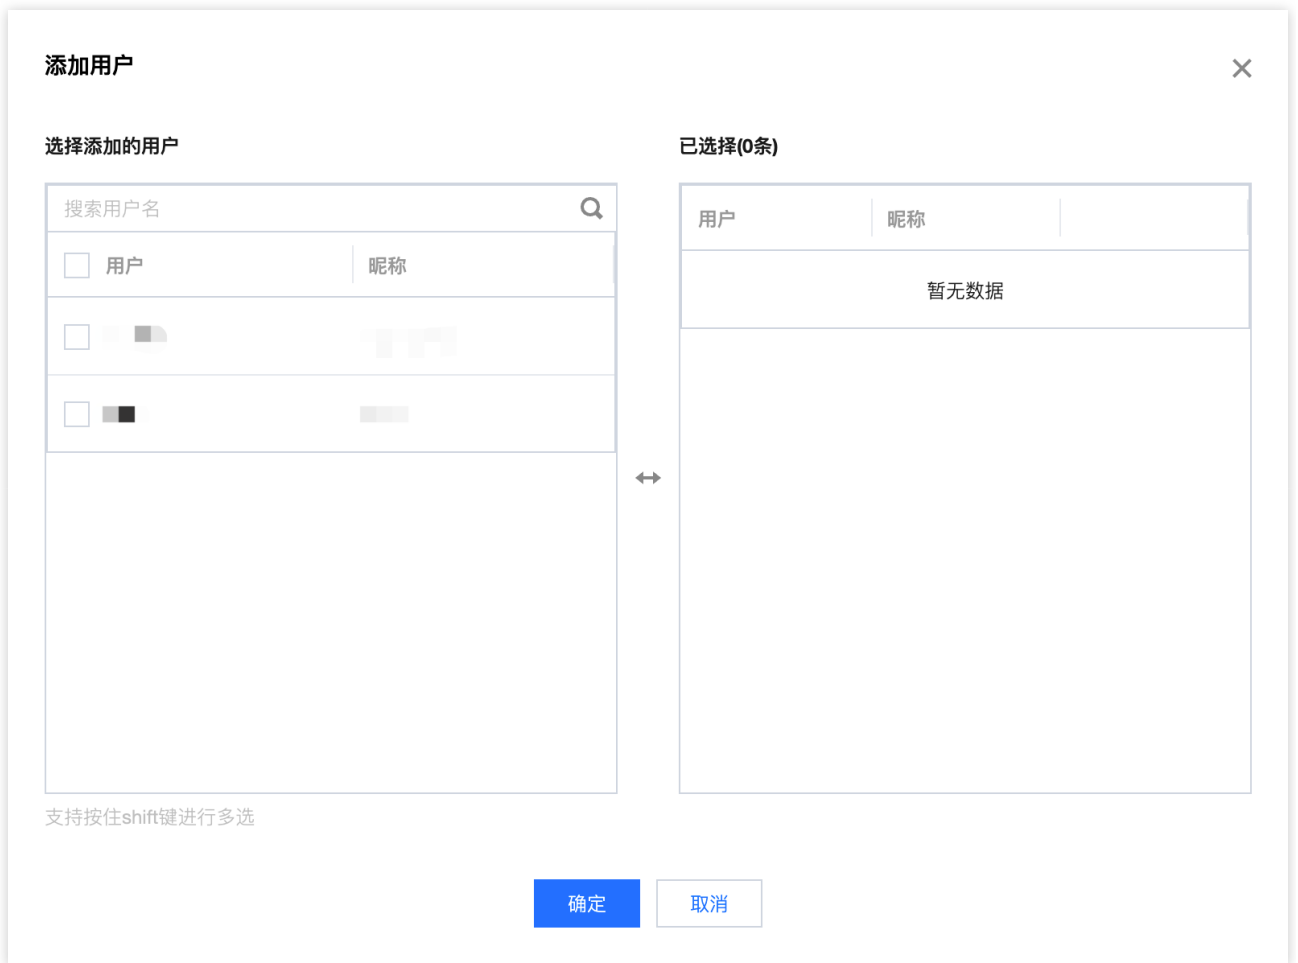 添加用户
选择添加的用户
搜索用户名
用户 昵称
支持按住shift键进行多选
已选择(0条)
用户 昵称
暂无数据
确定 取消